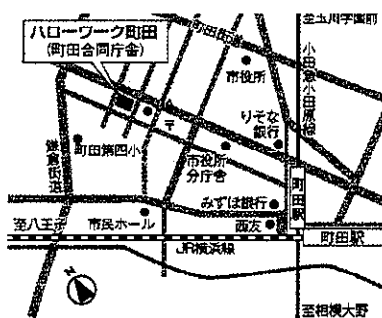 至玉川学園前
ハローワーク町田
(町田合同庁舎)
町田街道
小田急小田原線
市役所
りそな
銀行
〒
鎌倉街道
町田第四小
市役所
分庁舎
町田駅
みずほ銀行
至八王子
市民ホール
西友
町田駅
JR横浜線
N
至相模大野